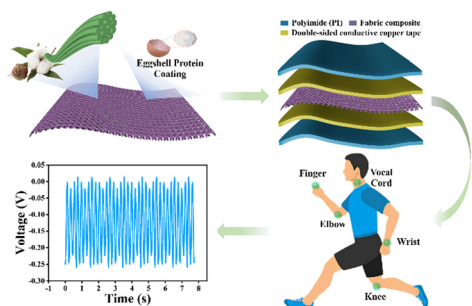 Eggshell Protein
Coating
Polyimide (PI)
Fabric composite
Double-sided conductive copper tape
Finger
Vocal
Cord
Elbow
Wrist
Knee
Voltage (V)
0.05
0.00
-0.05
-0.10
-0.15
-0.20
-0.25
-0.30
-1 0 1 2 3 4 5 6 7 8
Time (s)